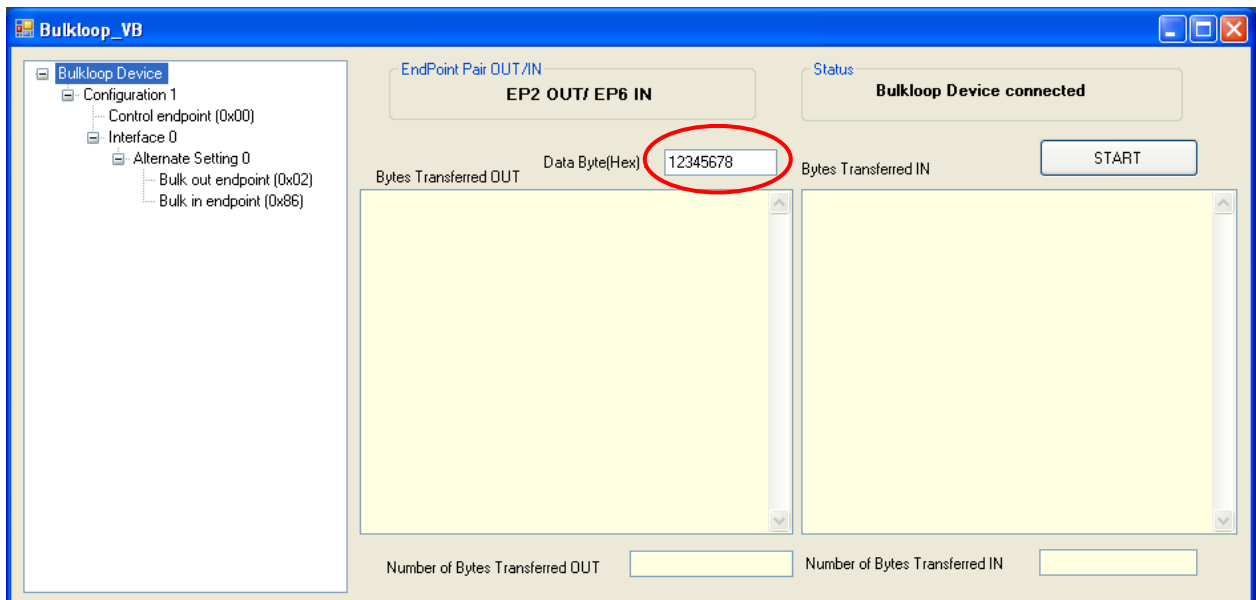 Bulkloop_VB
Bulkloop Device
Configuration 1
Control endpoint (0x00)
Interface 0
Alternate Setting 0
Bulk out endpoint (0x02)
Bulk in endpoint (0x86)
EndPoint Pair OUT/IN
EP2 OUT/ EP6 IN
Status
Bulkloop Device connected
Data Byte(Hex) 12345678
START
Bytes Transferred OUT
Bytes Transferred IN
Number of Bytes Transferred OUT
Number of Bytes Transferred IN